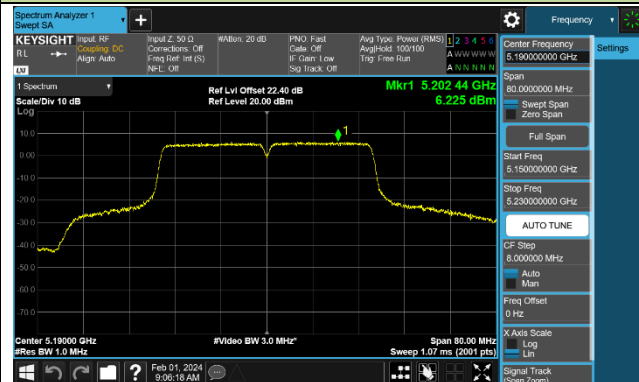 Spectrum Analyzer 1
Swept SA
Frequency
KEYSIGHT
RL
LXI
Input: RF
Coupling: DC
Align: Auto
Input Z: 50 Ω
Corrections: Off
Freq Ref: Int (S)
NFE: Off
#Atten: 20 dB
PNO: Fast
Gate: Off
IF Gain: Low
Sig Track: Off
Avg Type: Power (RMS)
Avg|Hold: 100/100
Trig: Free Run
1 2 3 4 5 6
A W W W W W
A N N N N N
1 Spectrum
Scale/Div 10 dB
Log
Ref Lvl Offset 22.40 dB
Ref Level 20.00 dBm
Mkr1 5.202 44 GHz
6.225 dBm
1
10.0
0.00
-10.0
-20.0
-30.0
-40.0
-50.0
-60.0
-70.0
Center 5.19000 GHz
#Res BW 1.0 MHz
#Video BW 3.0 MHz*
Span 80.00 MHz
Sweep 1.07 ms (2001 pts)
Feb 01, 2024
9:06:18 AM
?
Center Frequency
5.190000000 GHz
Span
80.0000000 MHz
Swept Span
Zero Span
Full Span
Start Freq
5.150000000 GHz
Stop Freq
5.230000000 GHz
AUTO TUNE
CF Step
8.000000 MHz
Auto
Man
Freq Offset
0 Hz
X Axis Scale
Log
Lin
Signal Track
(Span Zoom)
Settings